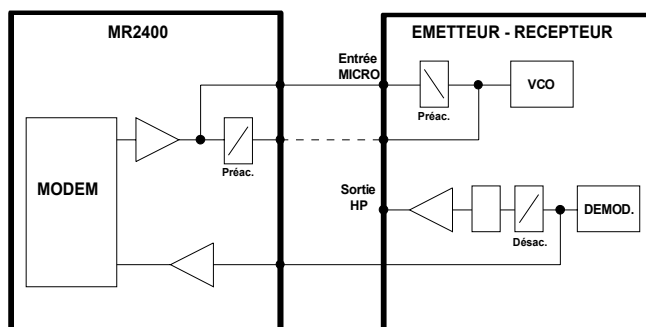 MR2400
EMETTEUR - RECEPTEUR
Entrée
MICRO
VCO
Préac.
MODEM
Préac.
Sortie
HP
DEMOD.
Désac.